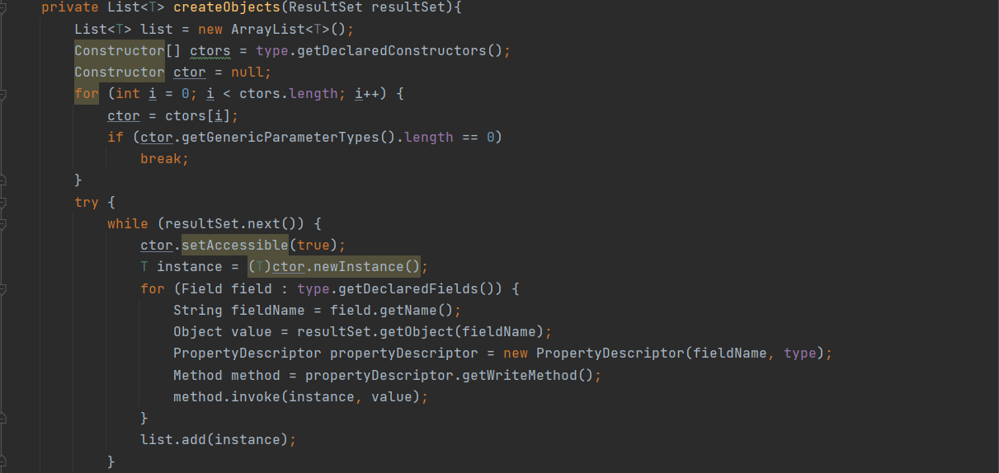 private List<T> createObjects(ResultSet resultSet){
List<T> list = new ArrayList<T>();
Constructor[] ctors = type.getDeclaredConstructors();
Constructor ctor = null;
for (int i = 0; i < ctors.length; i++) {
ctor = ctors[i];
if (ctor.getGenericParameterTypes().length == 0)
break;
}
try {
while (resultSet.next()) {
ctor.setAccessible(true);
T instance = (T)ctor.newInstance();
for (Field field : type.getDeclaredFields()) {
String fieldName = field.getName();
Object value = resultSet.getObject(fieldName);
PropertyDescriptor propertyDescriptor = new PropertyDescriptor(fieldName, type);
Method method = propertyDescriptor.getWriteMethod();
method.invoke(instance, value);
}
list.add(instance);
}